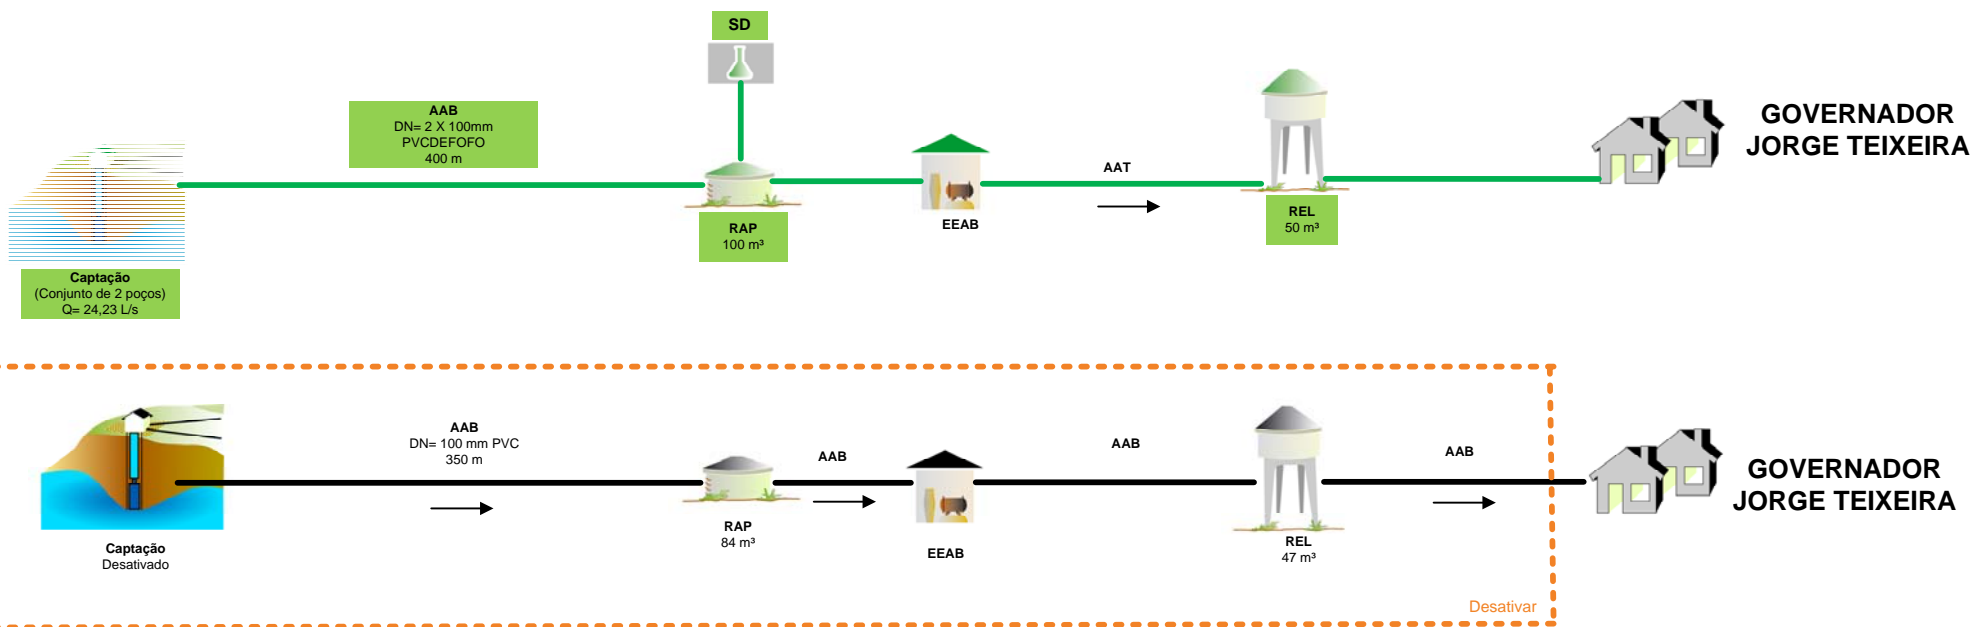 SD
AAB
DN= 2 X 100mm
PVCDEFOFO
400 m
Captação
(Conjunto de 2 poços)
Q= 24,23 L/s
RAP
100 m³
EEAB
AAT
REL
50 m³
GOVERNADOR
JORGE TEIXEIRA
Captação
Desativado
AAB
DN= 100 mm PVC
350 m
RAP
84 m³
AAB
EEAB
AAB
REL
47 m³
AAB
GOVERNADOR
JORGE TEIXEIRA
Desativar